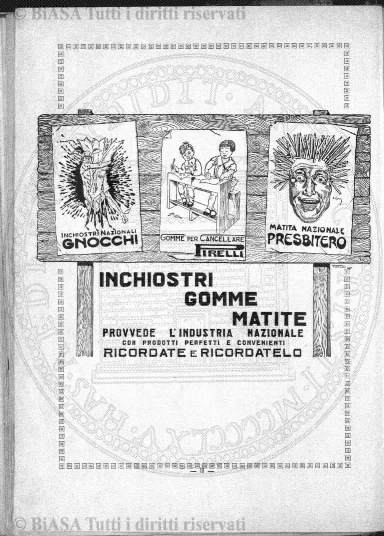 © BiASA Tutti i diritti riservati
INCHIOSTRI NAZIONALI
GNOCCHI
GOMME PER CANCELLARE
PIRELLI
MATITA NAZIONALE
PRESBITERO
INCHIOSTRI
GOMME
MATITE
PROVVEDE L'INDUSTRIA NAZIONALE
CON PRODOTTI PERFETTI E CONVENIENTI
RICORDATE E RICORDATELO
© BiASA Tutti i diritti riservati